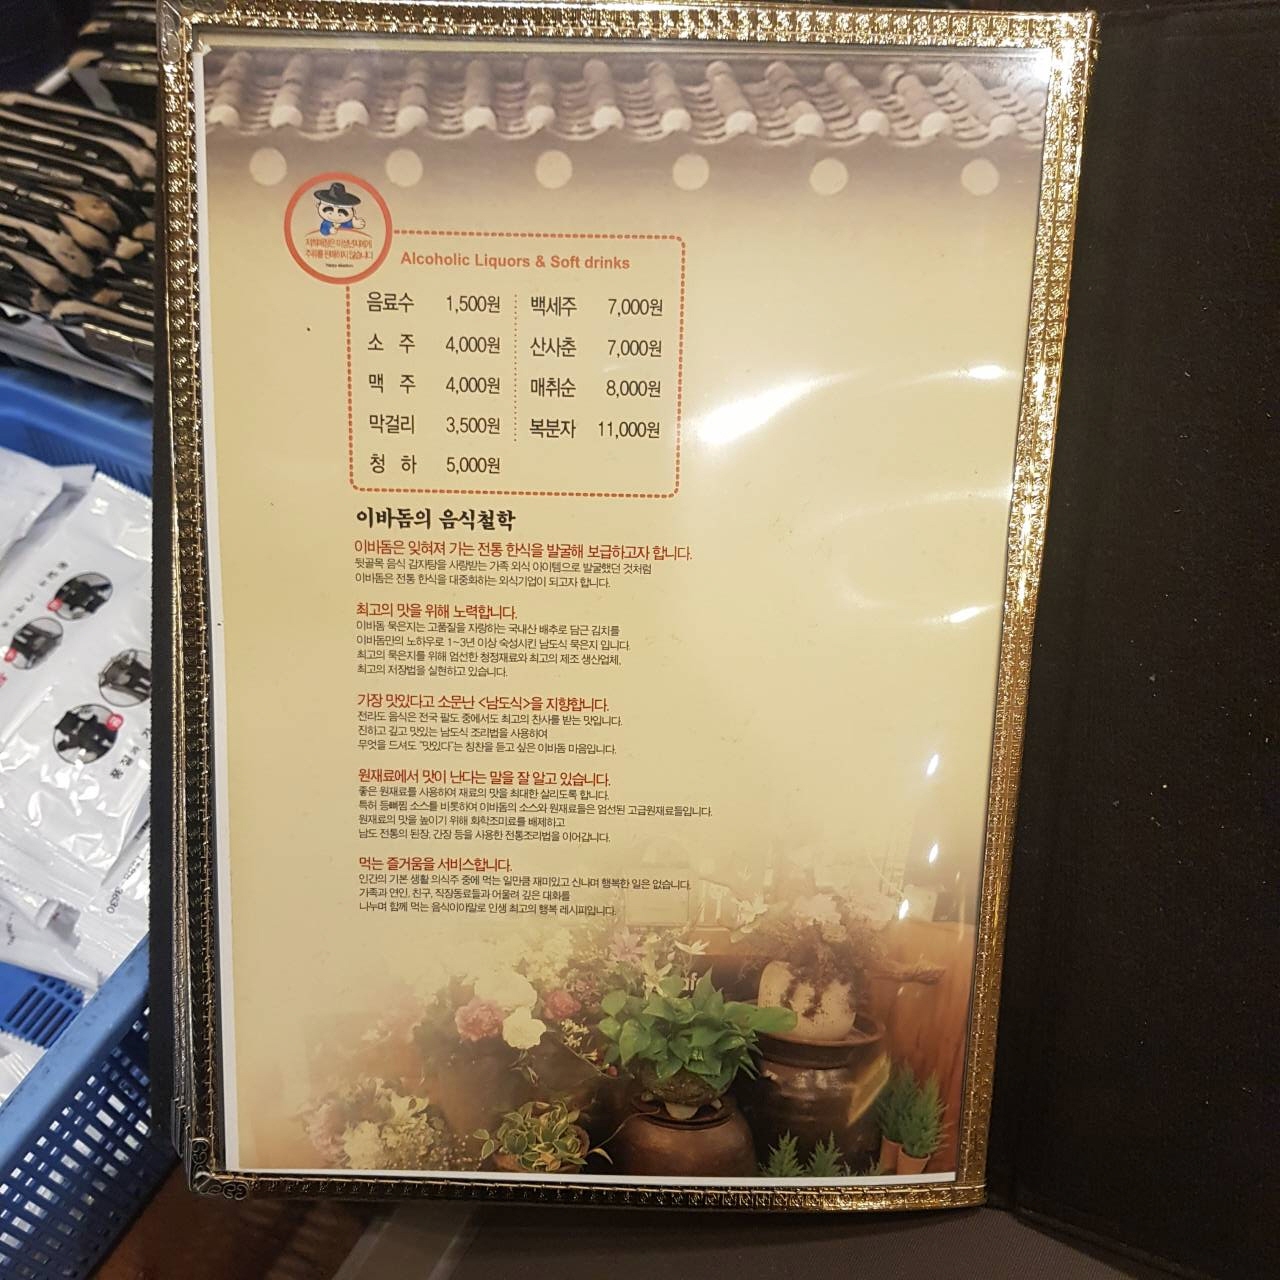 저희매장은 미성년자에게
주류를 판매하지 않습니다
Alcoholic Liquors & Soft drinks
음료수 1,500원
소 주 4,000원
맥 주 4,000원
막걸리 3,500원
청 하 5,000원
백세주 7,000원
산사춘 7,000원
매취순 8,000원
복분자 11,000원
이바돔의 음식철학
이바돔은 잊혀져 가는 전통 한식을 발굴해 보급하고자 합니다.
뒷골목 음식 감자탕을 사랑받는 가족 외식 아이템으로 발굴했던 것처럼
이바돔은 전통 한식을 대중화하는 외식기업이 되고자 합니다.
최고의 맛을 위해 노력합니다.
이바돔 묵은지는 고품질을 자랑하는 국내산 배추로 담근 김치를
이바돔만의 노하우로 1~3년 이상 숙성시킨 남도식 묵은지 입니다.
최고의 묵은지를 위해 엄선한 청정재료와 최고의 제조 생산업체,
최고의 저장법을 실현하고 있습니다.
가장 맛있다고 소문난 <남도식>을 지향합니다.
전라도 음식은 전국 팔도 중에서도 최고의 찬사를 받는 맛입니다.
진하고 깊고 맛있는 남도식 조리법을 사용하여
무엇을 드셔도 "맛있다"는 칭찬을 듣고 싶은 이바돔 마음입니다.
원재료에서 맛이 난다는 말을 잘 알고 있습니다.
좋은 원재료를 사용하여 재료의 맛을 최대한 살리도록 합니다.
특허 등뼈찜 소스를 비롯하여 이바돔의 소스와 원재료들은 엄선된 고급원재료들입니다.
원재료의 맛을 높이기 위해 화학조미료를 배제하고
남도 전통의 된장, 간장 등을 사용한 전통조리법을 이어갑니다.
먹는 즐거움을 서비스합니다.
인간의 기본 생활 의식주 중에 먹는 일만큼 재미있고 신나며 행복한 일은 없습니다.
가족과 연인, 친구, 직장동료들과 어울려 깊은 대화를
나누며 함께 먹는 음식이야말로 인생 최고의 행복 레시피입니다.